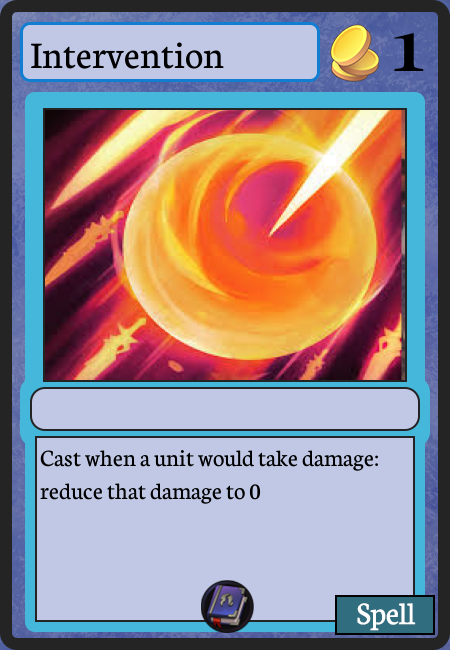 Intervention
1
Cast when a unit would take damage:
reduce that damage to 0
Spell